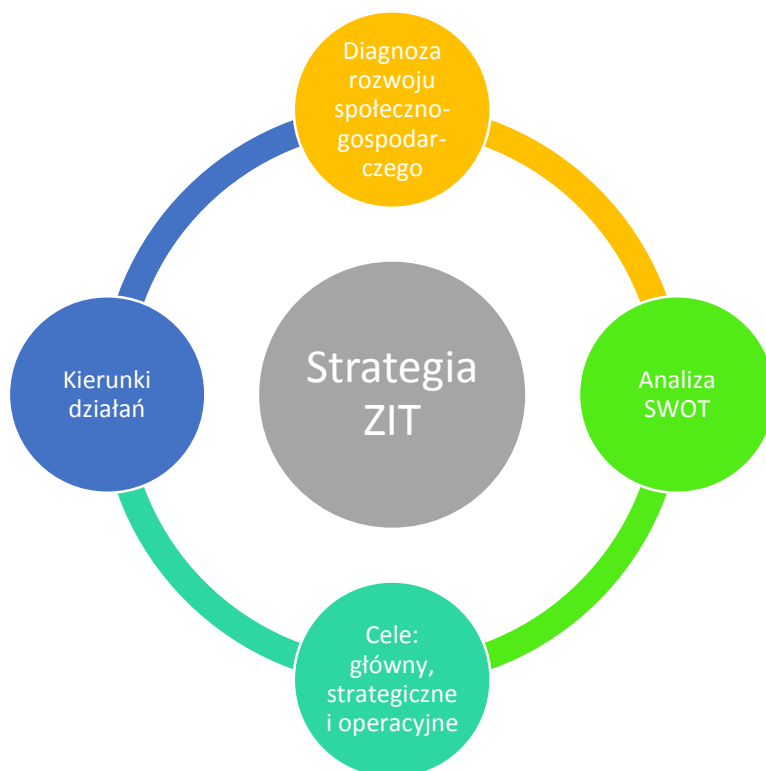 Diagnoza
rozwoju
społeczno-
gospodar-
czego
Kierunki
działań
Strategia
ZIT
Analiza
SWOT
Cele:
główny,
strategiczne
i operacyjne